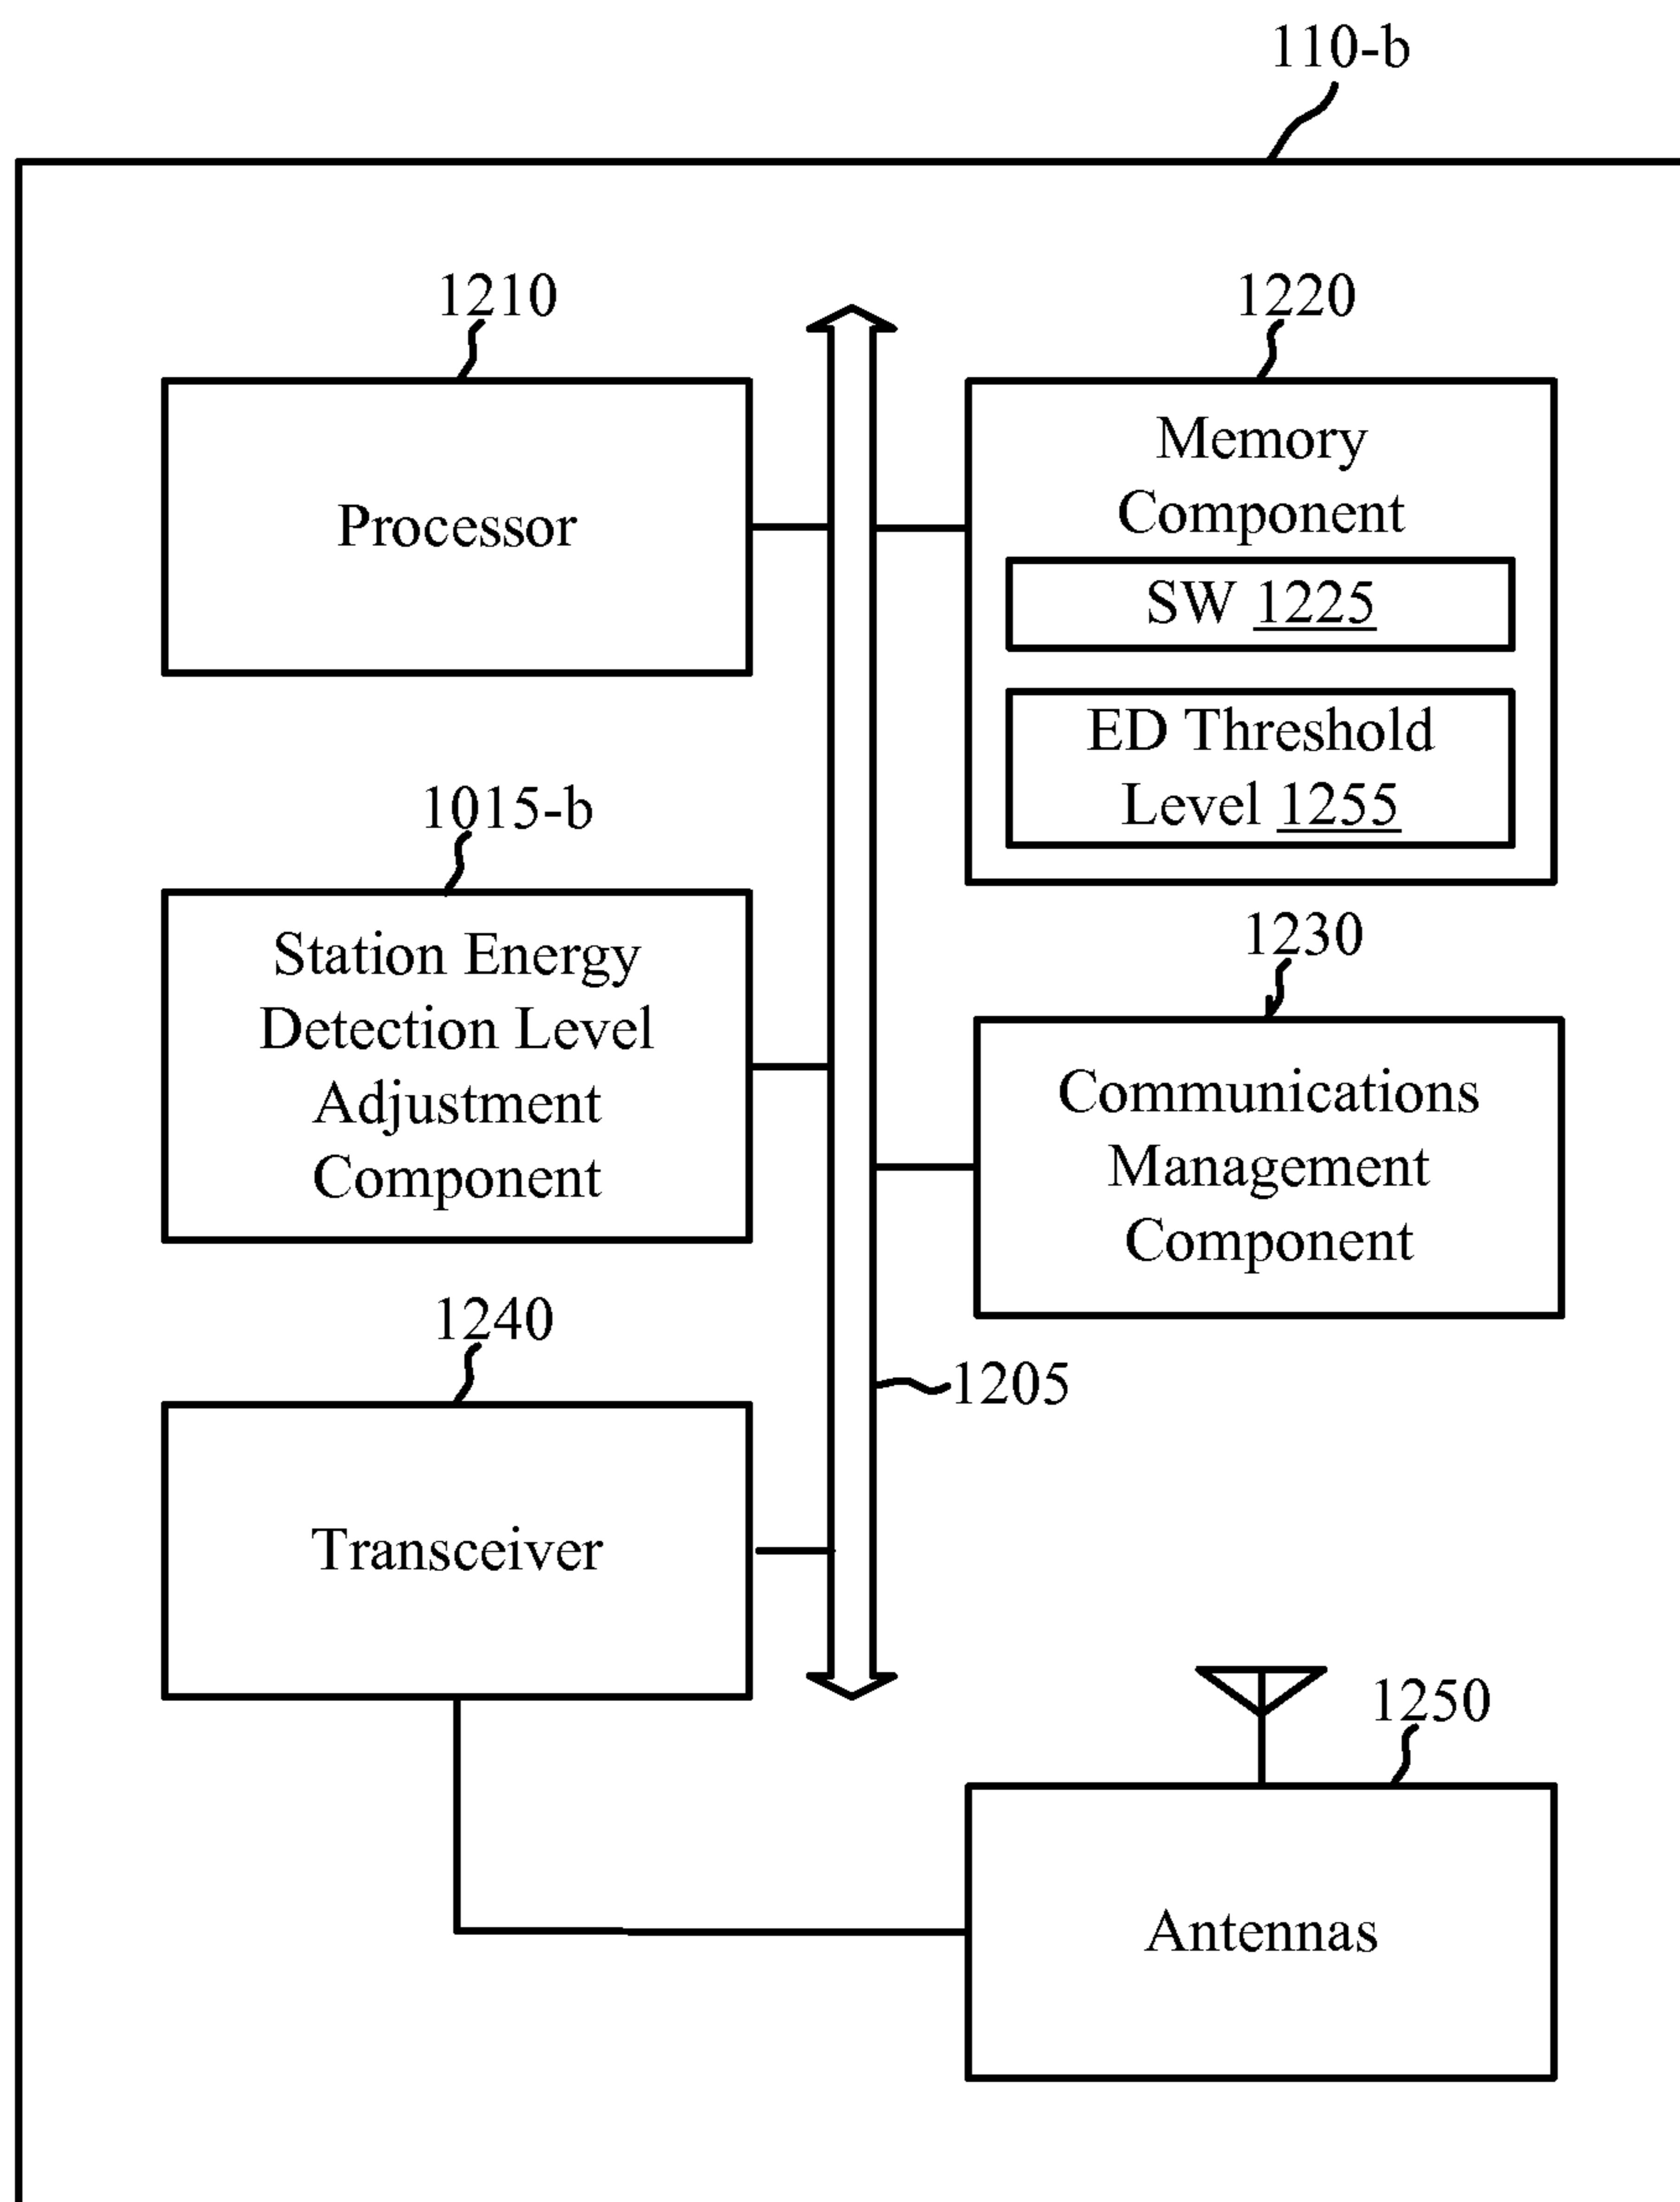 110-b
1210
1220
Processor
Memory
Component
SW 1225
ED Threshold
Level 1255
1015-b
Station Energy
Detection Level
Adjustment
Component
1230
Communications
Management
Component
1240
1205
Transceiver
1250
Antennas